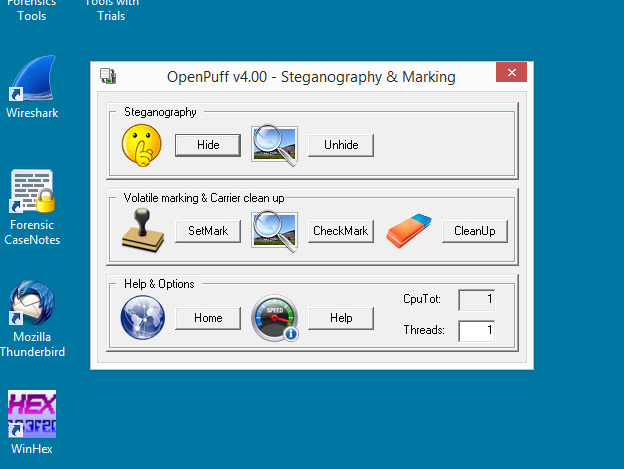 Forensics
Tools
Tools with
Trials
Wireshark
Forensic
CaseNotes
Mozilla
Thunderbird
HEX
WinHex
OpenPuff v4.00 - Steganography & Marking
Steganography
Hide
Unhide
Volatile marking & Carrier clean up
SetMark
CheckMark
CleanUp
Help & Options
Home
SPEED
Help
CpuTot: 1
Threads: 1